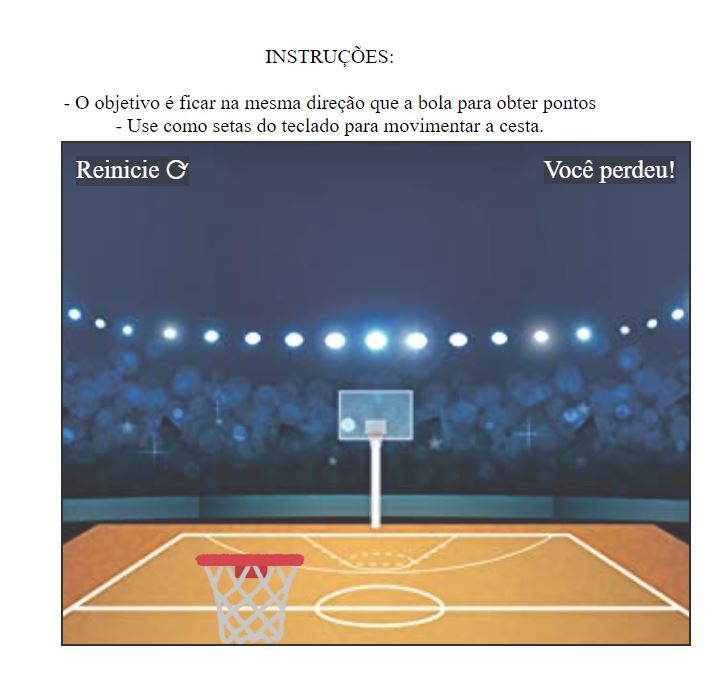 INSTRUÇÕES:
- O objetivo é ficar na mesma direção que a bola para obter pontos
- Use como setas do teclado para movimentar a cesta.
Reinicie ⟳
Você perdeu!